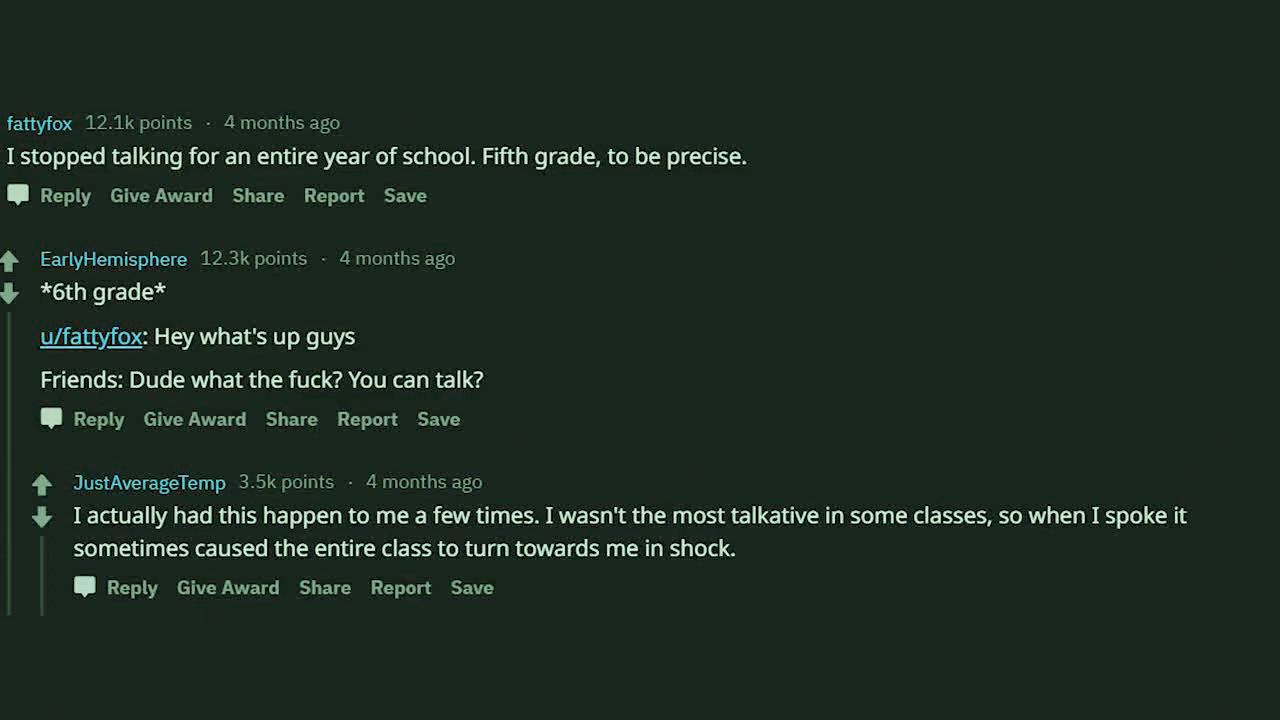 fattyfox 12.1k points · 4 months ago
I stopped talking for an entire year of school. Fifth grade, to be precise.
Reply Give Award Share Report Save
EarlyHemisphere 12.3k points · 4 months ago
*6th grade*
u/fattyfox: Hey what's up guys
Friends: Dude what the fuck? You can talk?
Reply Give Award Share Report Save
JustAverageTemp 3.5k points · 4 months ago
I actually had this happen to me a few times. I wasn't the most talkative in some classes, so when I spoke it
sometimes caused the entire class to turn towards me in shock.
Reply Give Award Share Report Save